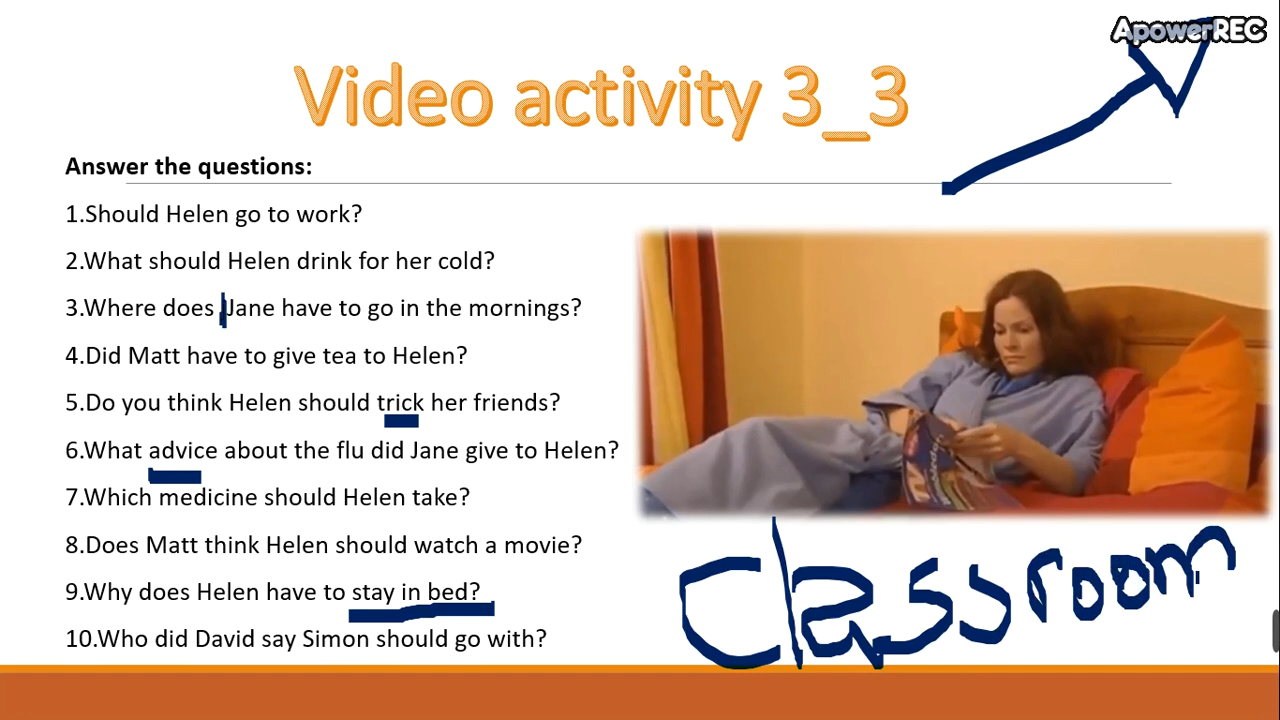 ApowerREC
Video activity 3_3
Answer the questions:
1.Should Helen go to work?
2.What should Helen drink for her cold?
3.Where does Jane have to go in the mornings?
4.Did Matt have to give tea to Helen?
5.Do you think Helen should trick her friends?
6.What advice about the flu did Jane give to Helen?
7.Which medicine should Helen take?
8.Does Matt think Helen should watch a movie?
9.Why does Helen have to stay in bed?
10.Who did David say Simon should go with?
classroom